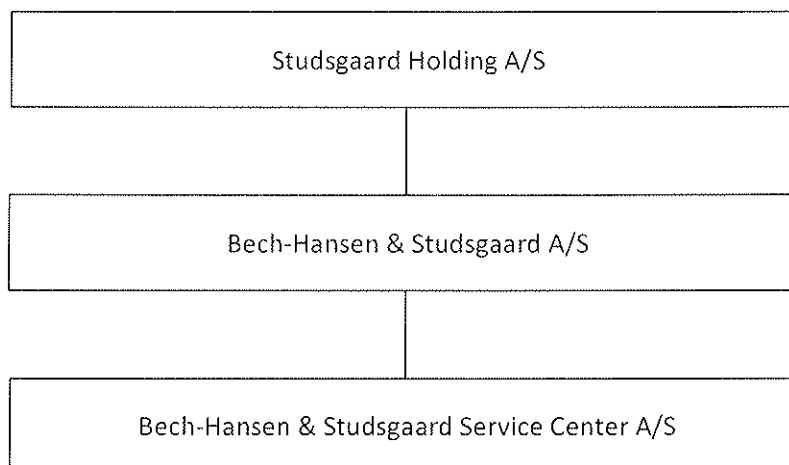 Studsgaard Holding A/S
Bech-Hansen & Studsgaard A/S
Bech-Hansen & Studsgaard Service Center A/S